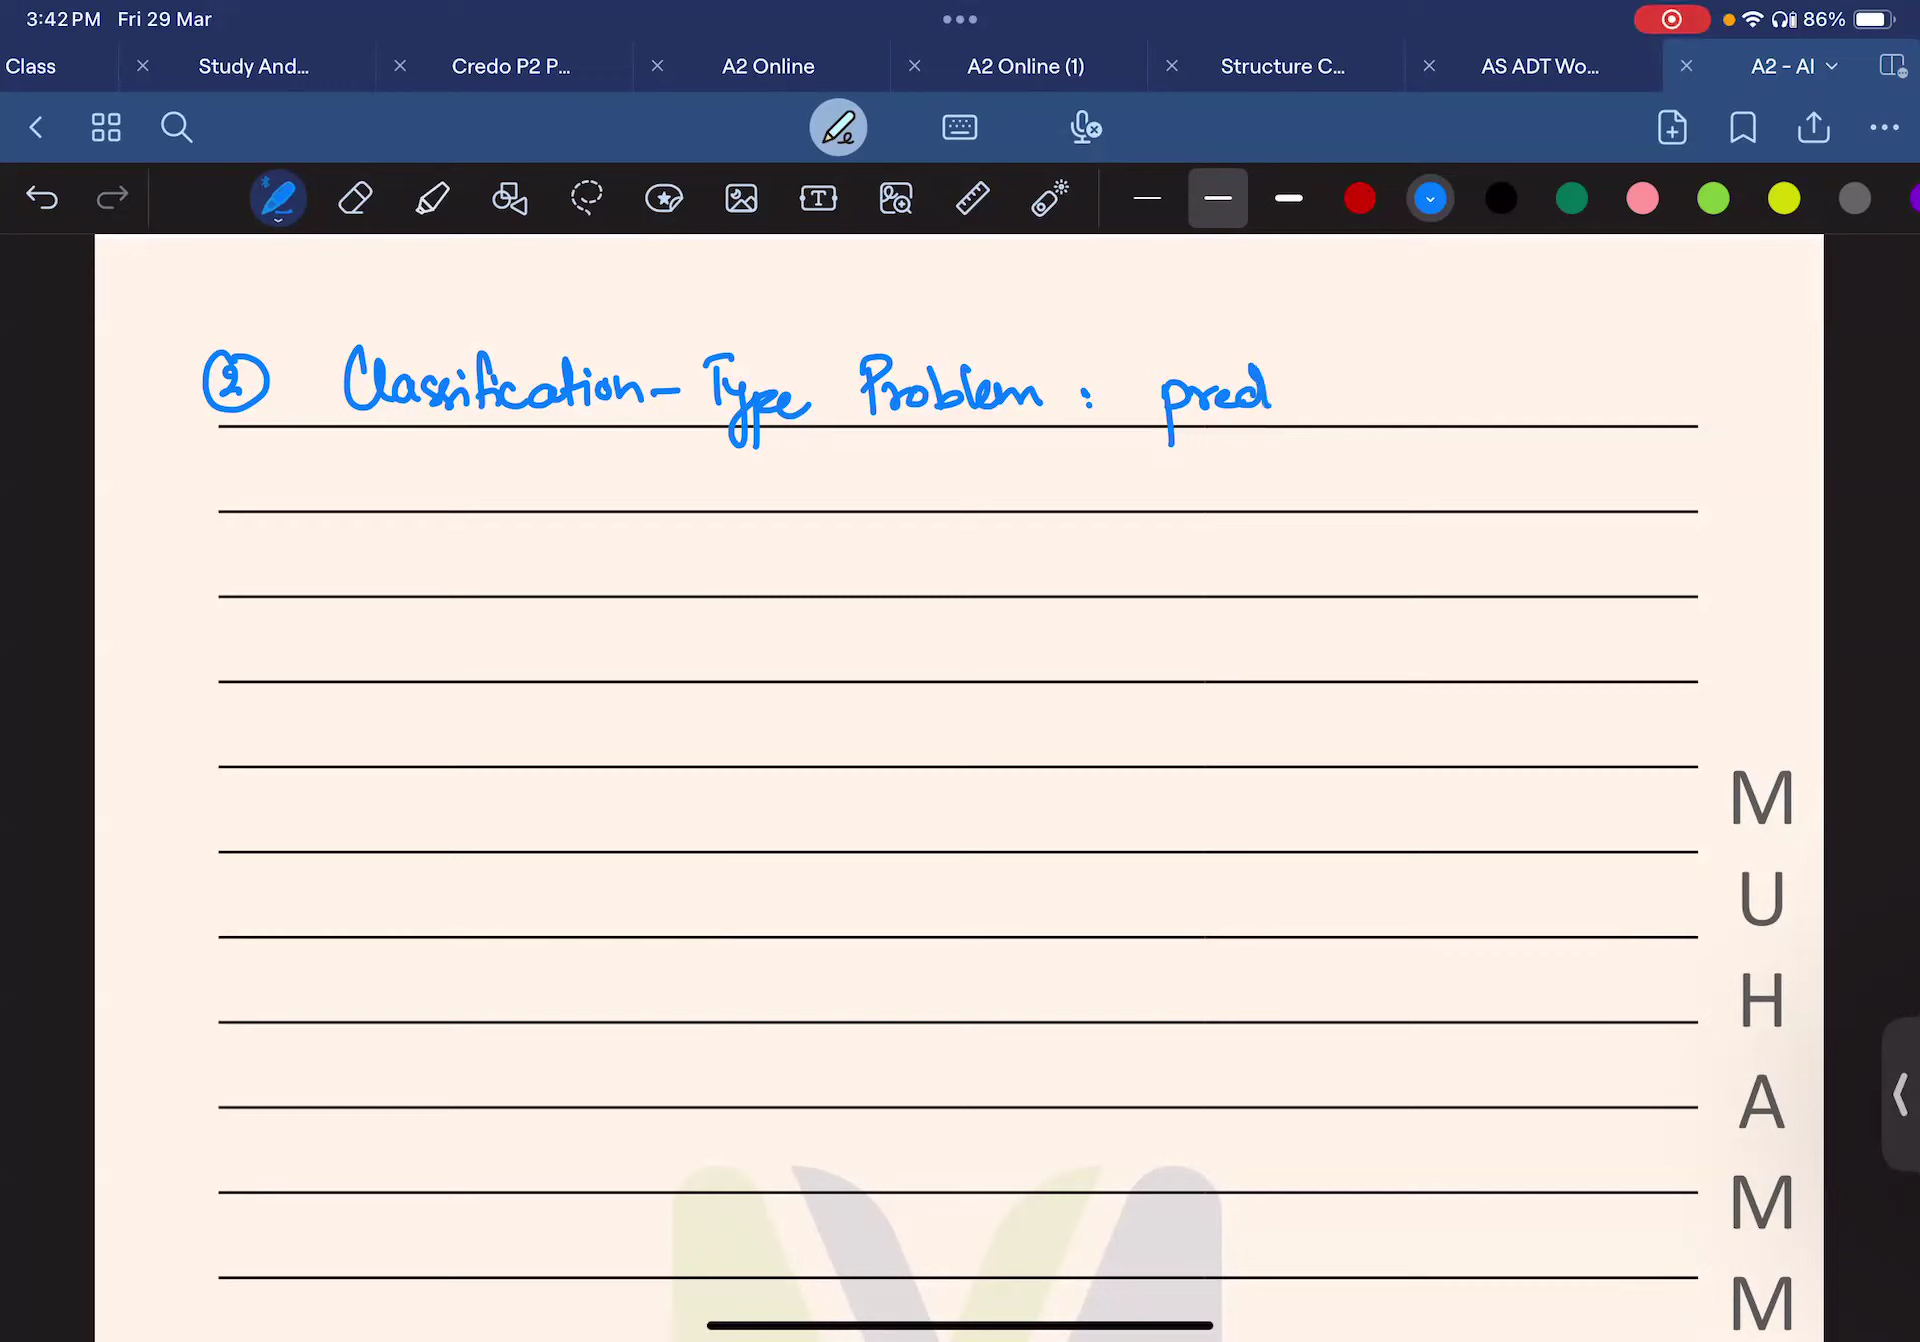 3:42 PM Fri 29 Mar 86%
Class Study And... Credo P2 P... A2 Online A2 Online (1) Structure C... AS ADT Wo... A2 - AI
② Classification-Type Problem : pred
M
U
H
A
M
M